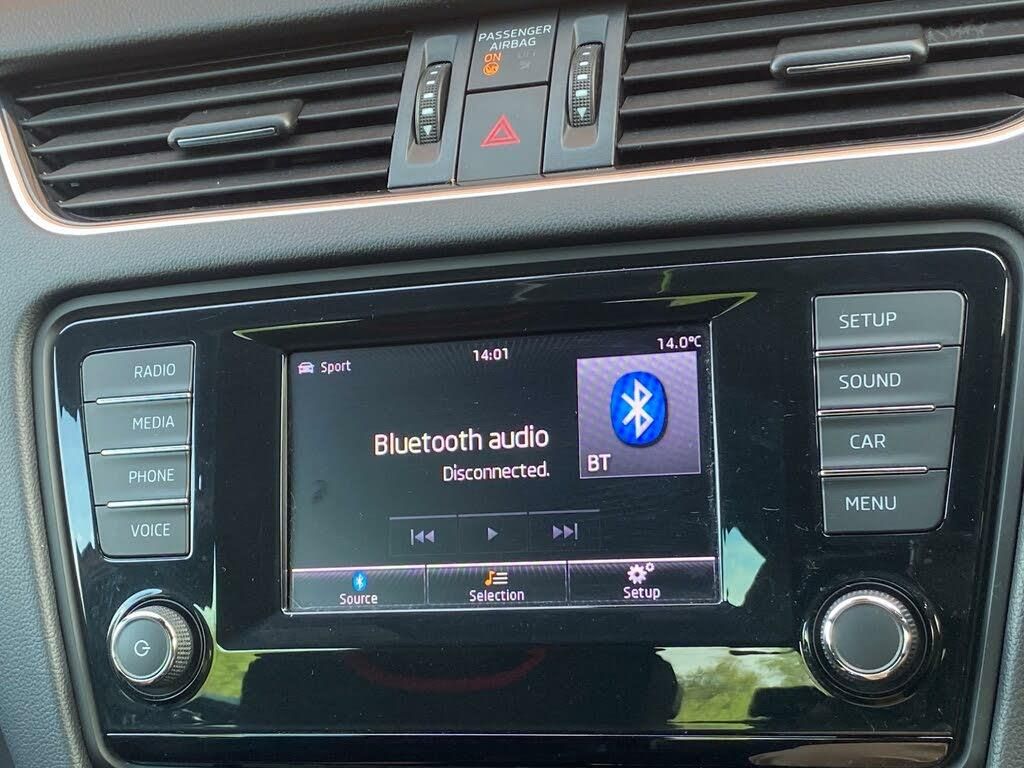 PASSENGER
AIRBAG
ON OFF
RADIO
MEDIA
PHONE
VOICE
Sport
14:01
14.0°C
Bluetooth audio
Disconnected.
BT
Source
Selection
Setup
SETUP
SOUND
CAR
MENU